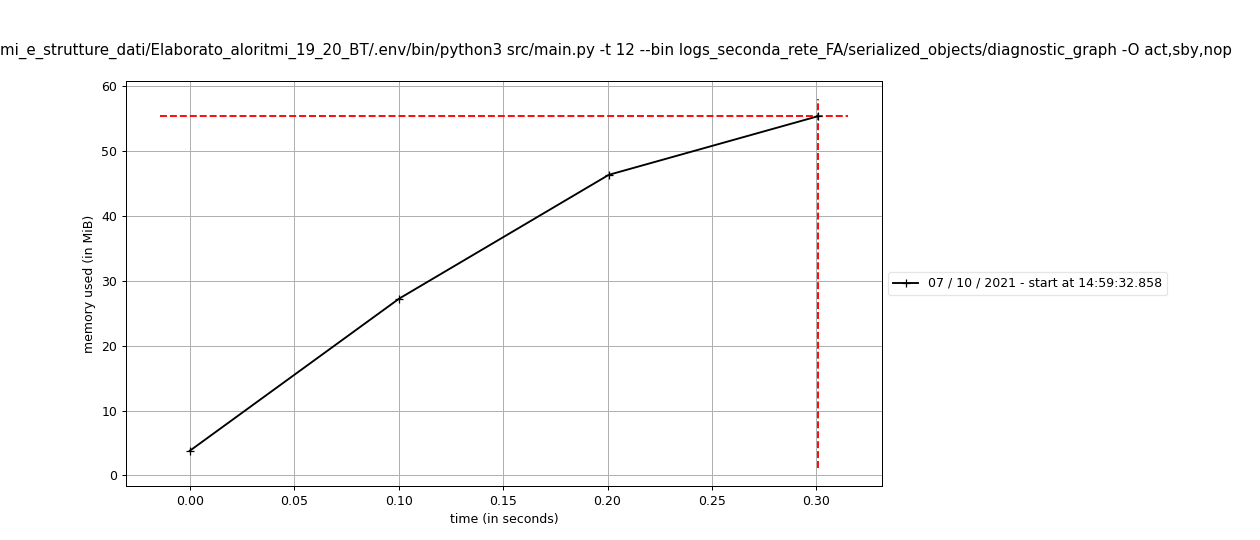 mi_e_strutture_dati/Elaborato_aloritmi_19_20_BT/.env/bin/python3 src/main.py -t 12 --bin logs_seconda_rete_FA/serialized_objects/diagnostic_graph -O act,sby,nop
60
50
40
30
20
10
0
memory used (in MiB)
0.00 0.05 0.10 0.15 0.20 0.25 0.30
time (in seconds)
07 / 10 / 2021 - start at 14:59:32.858